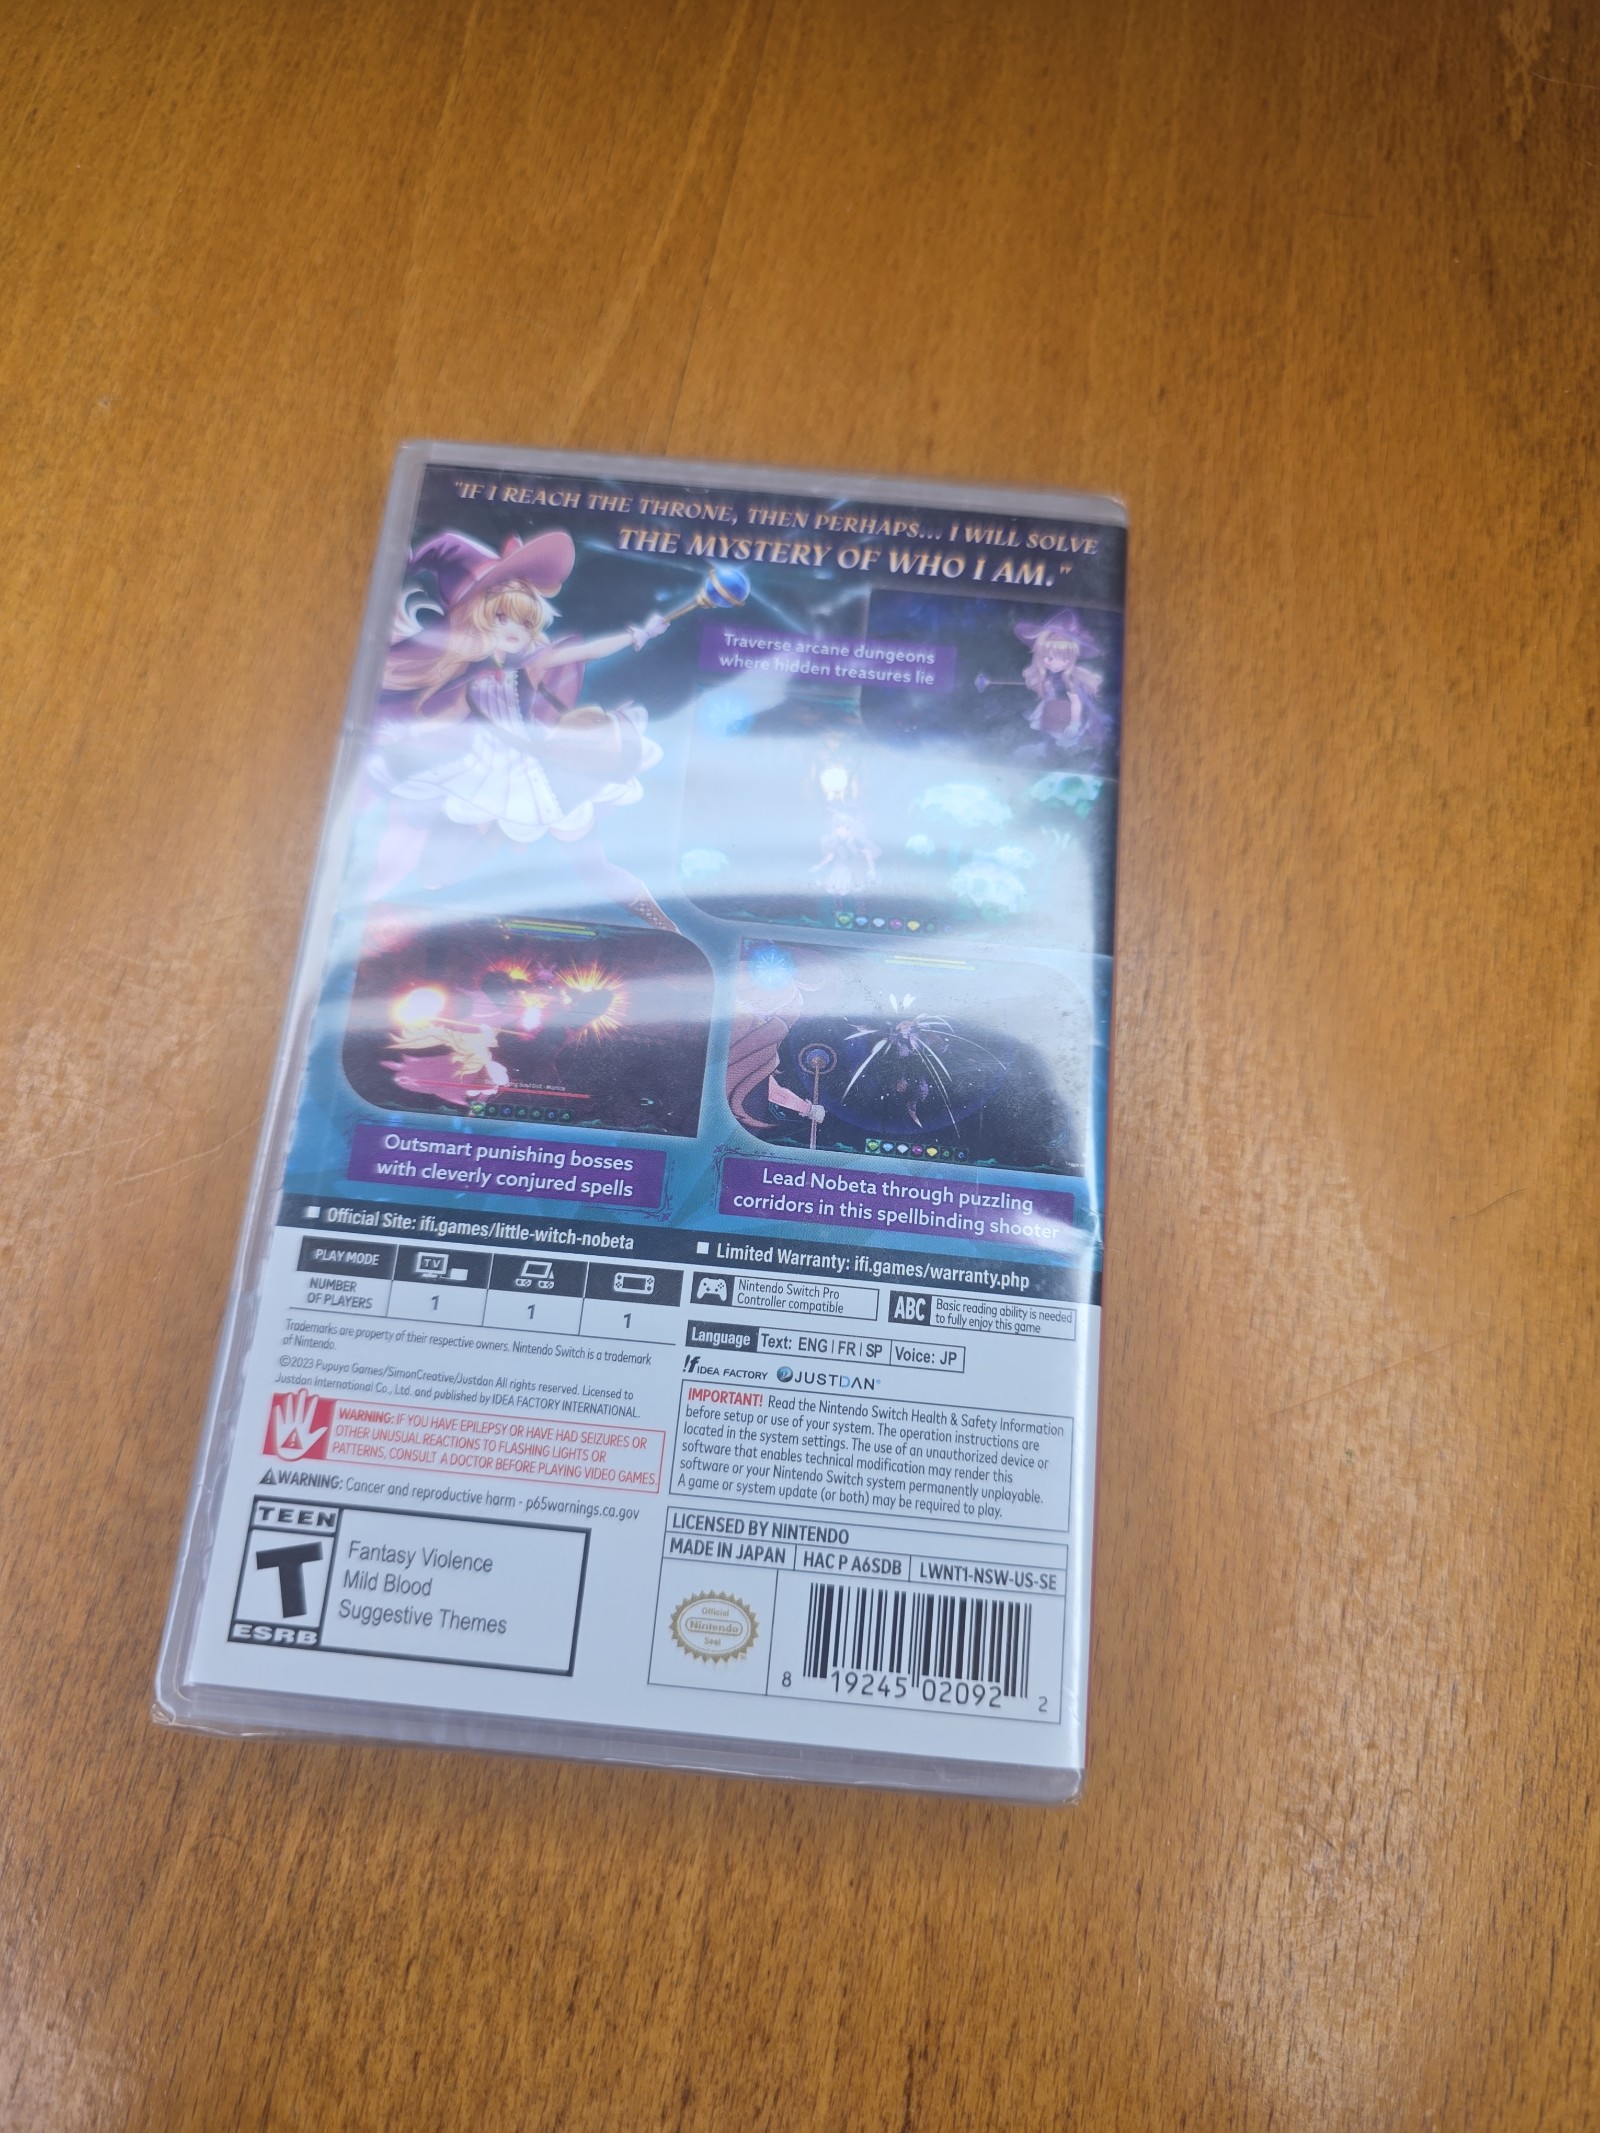 "IF I REACH THE THRONE, THEN PERHAPS... I WILL SOLVE
THE MYSTERY OF WHO I AM."
Traverse arcane dungeons
where hidden treasures lie
Outsmart punishing bosses
with cleverly conjured spells
Lead Nobeta through puzzling
corridors in this spellbinding shooter
Official Site: ifi.games/little-witch-nobeta
Limited Warranty: ifi.games/warranty.php
PLAY MODE
TV
NUMBER
OF PLAYERS
1
1
1
Nintendo Switch Pro
Controller compatible
ABC
Basic reading ability is needed
to fully enjoy this game
Language
Text: ENG | FR | SP
Voice: JP
Trademarks are property of their respective owners. Nintendo Switch is a trademark
of Nintendo.
©2023 Pupuya Games/SimonCreative/Justdan All rights reserved. Licensed to
Justdan International Co., Ltd. and published by IDEA FACTORY INTERNATIONAL.
IDEA FACTORY
JUSTDAN
WARNING: IF YOU HAVE EPILEPSY OR HAVE HAD SEIZURES OR
OTHER UNUSUAL REACTIONS TO FLASHING LIGHTS OR
PATTERNS, CONSULT A DOCTOR BEFORE PLAYING VIDEO GAMES.
WARNING: Cancer and reproductive harm - p65warnings.ca.gov
IMPORTANT! Read the Nintendo Switch Health & Safety Information
before setup or use of your system. The operation instructions are
located in the system settings. The use of an unauthorized device or
software that enables technical modification may render this
software or your Nintendo Switch system permanently unplayable.
A game or system update (or both) may be required to play.
TEEN
T
ESRB
Fantasy Violence
Mild Blood
Suggestive Themes
LICENSED BY NINTENDO
MADE IN JAPAN
HAC P A6SDB
LWNT1-NSW-US-SE
Official
Nintendo
Seal
8 19245 02092 2